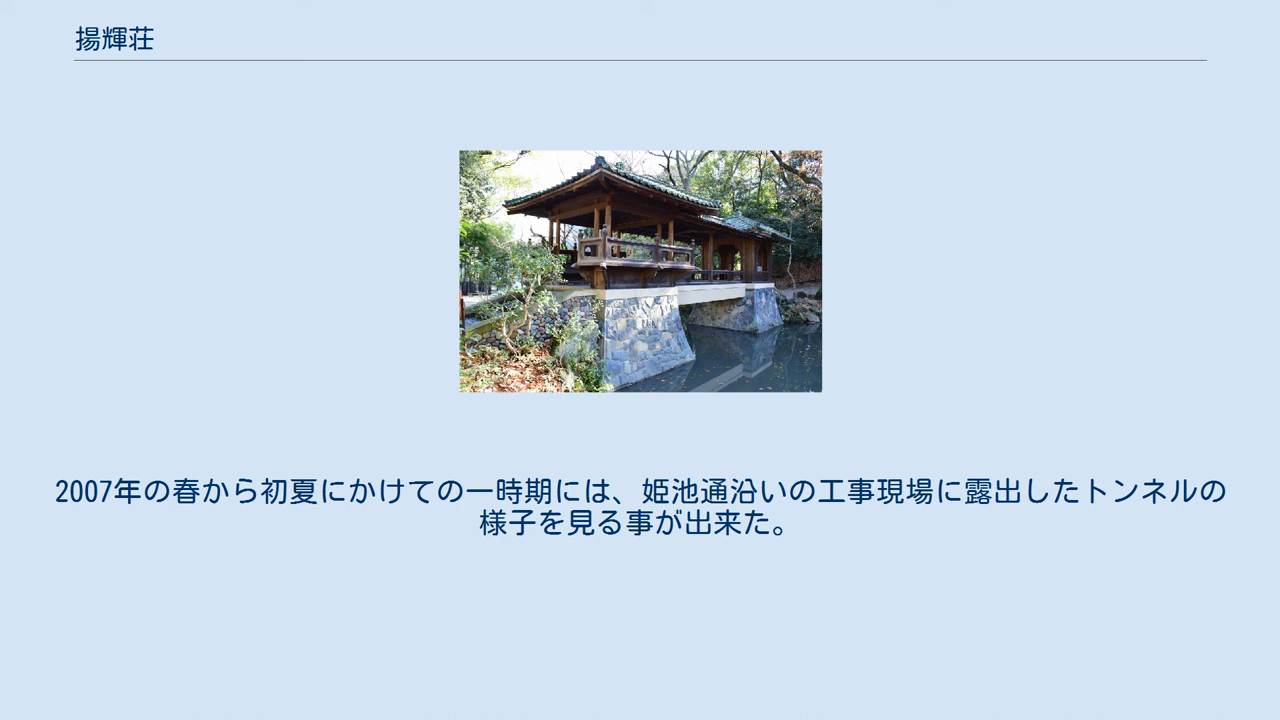 揚輝荘
2007年の春から初夏にかけての一時期には、姫池通沿いの工事現場に露出したトンネルの
様子を見る事が出来た。